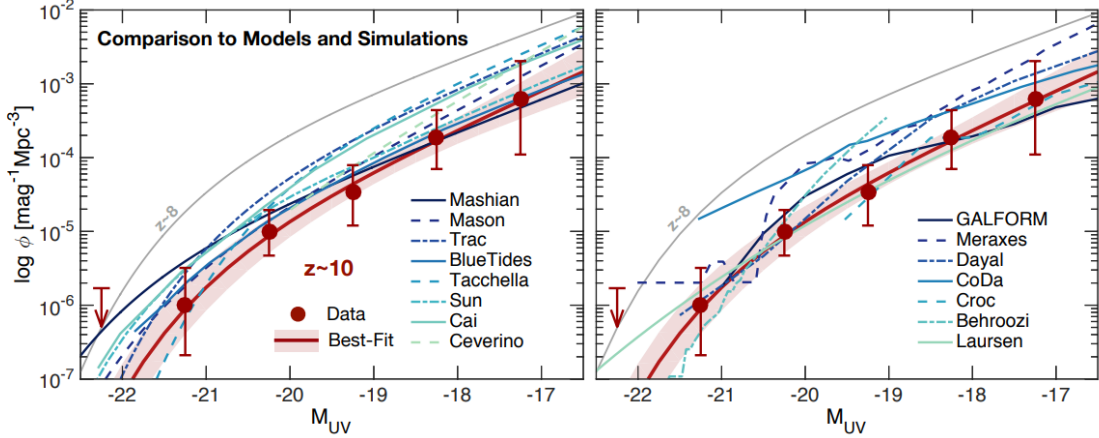 Comparison to Models and Simulations
log ϕ [mag⁻¹ Mpc⁻³]
10⁻²
10⁻³
10⁻⁴
10⁻⁵
10⁻⁶
10⁻⁷
z~8
z~10
Data
Best-Fit
Mashian
Mason
Trac
BlueTides
Tacchella
Sun
Cai
Ceverino
-22 -21 -20 -19 -18 -17
M_UV
z~8
GALFORM
Meraxes
Dayal
CoDa
Croc
Behroozi
Laursen
-22 -21 -20 -19 -18 -17
M_UV